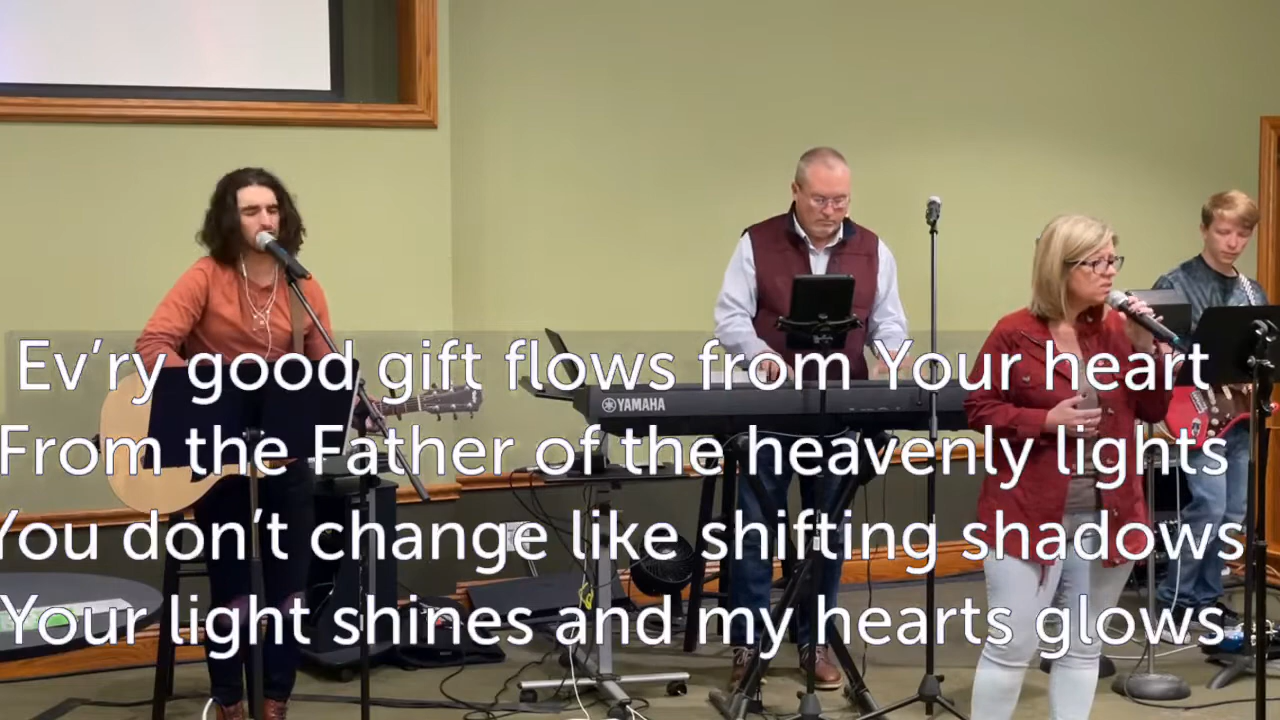 YAMAHA
Ev'ry good gift flows from Your heart
From the Father of the heavenly lights
You don't change like shifting shadows
Your light shines and my hearts glows